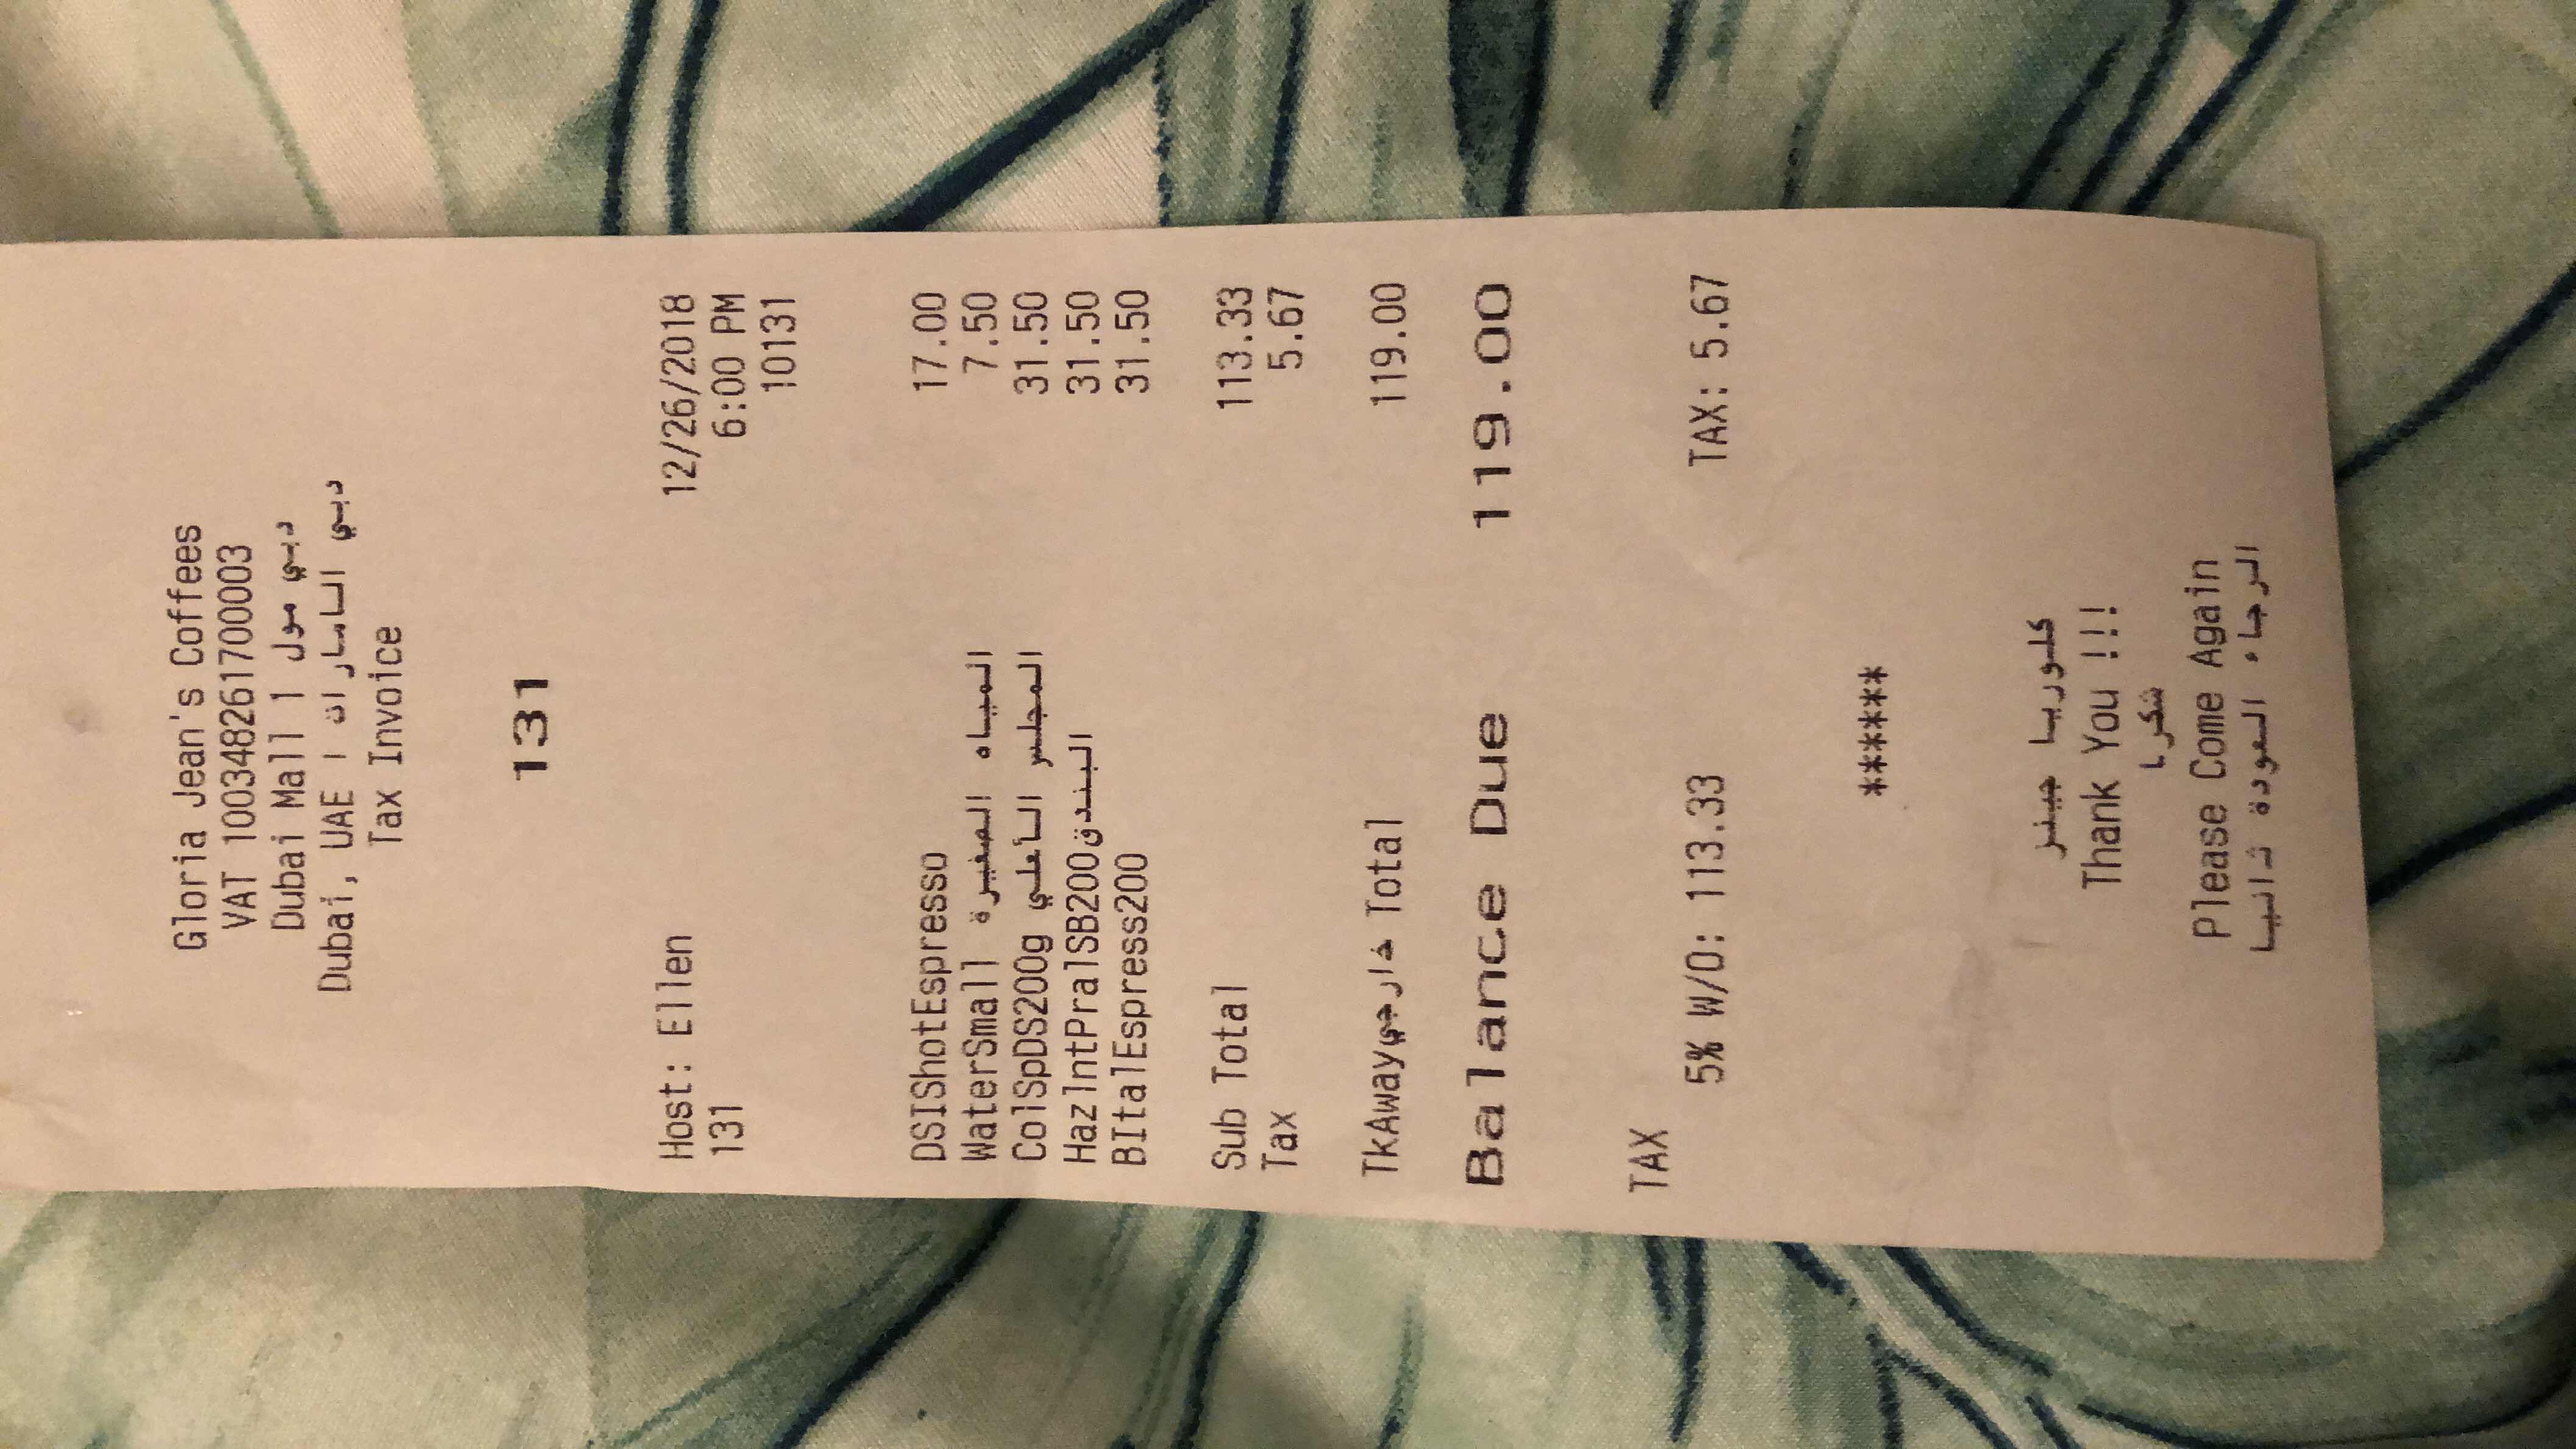 Gloria Jean's Coffees
VAT 100348261700003
Dubai Mall 1 دبي مول
Dubai, UAE ا دبي الامارات
Tax Invoice
131
Host: Ellen 12/26/2018
131 6:00 PM
10131
DSIShotEspresso 17.00
WaterSmall المياه الصغيرة 7.50
ColSpDS200g المجلس الأعلي 31.50
HazlntPralSB200البندق 31.50
BItalEspress200 31.50
Sub Total 113.33
Tax 5.67
TkAwayخارجي Total 119.00
Balance Due 119.00
TAX
5% W/O: 113.33 TAX: 5.67
******
كلوريا جينز
Thank You !!!
شكرا
Please Come Again
الرجاء العودة ثانيا